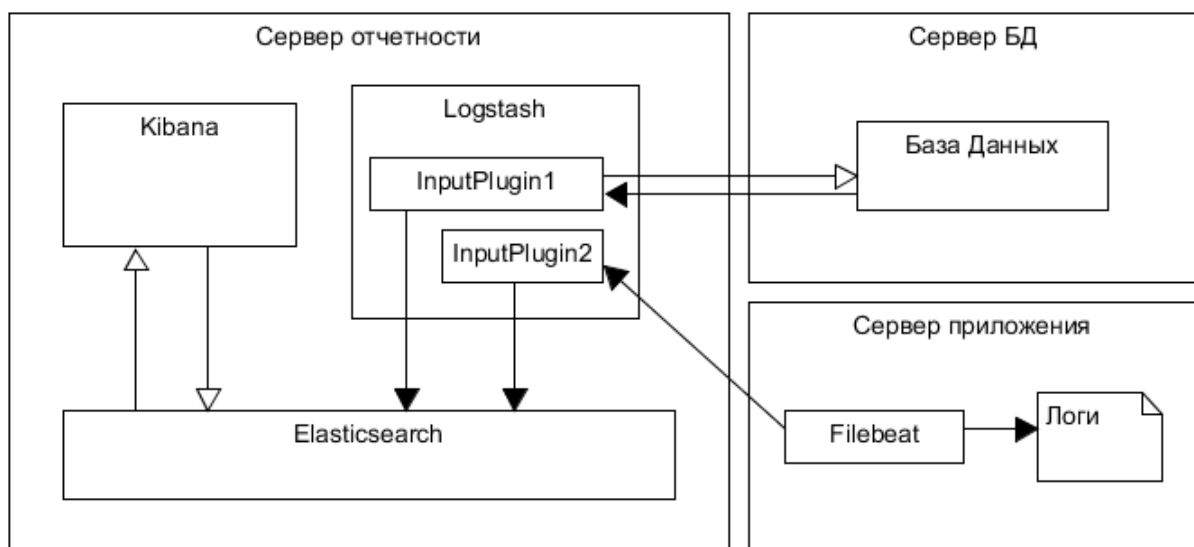 Сервер отчетности
Kibana
Logstash
InputPlugin1
InputPlugin2
Elasticsearch
Сервер БД
База Данных
Сервер приложения
Filebeat
Логи